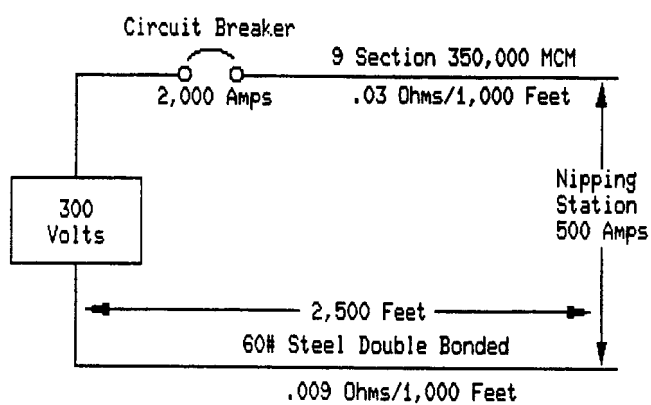 Circuit Breaker
2,000 Amps
9 Section 350,000 MCM
.03 Ohms/1,000 Feet
300
Volts
Nipping
Station
500 Amps
2,500 Feet
60# Steel Double Bonded
.009 Ohms/1,000 Feet